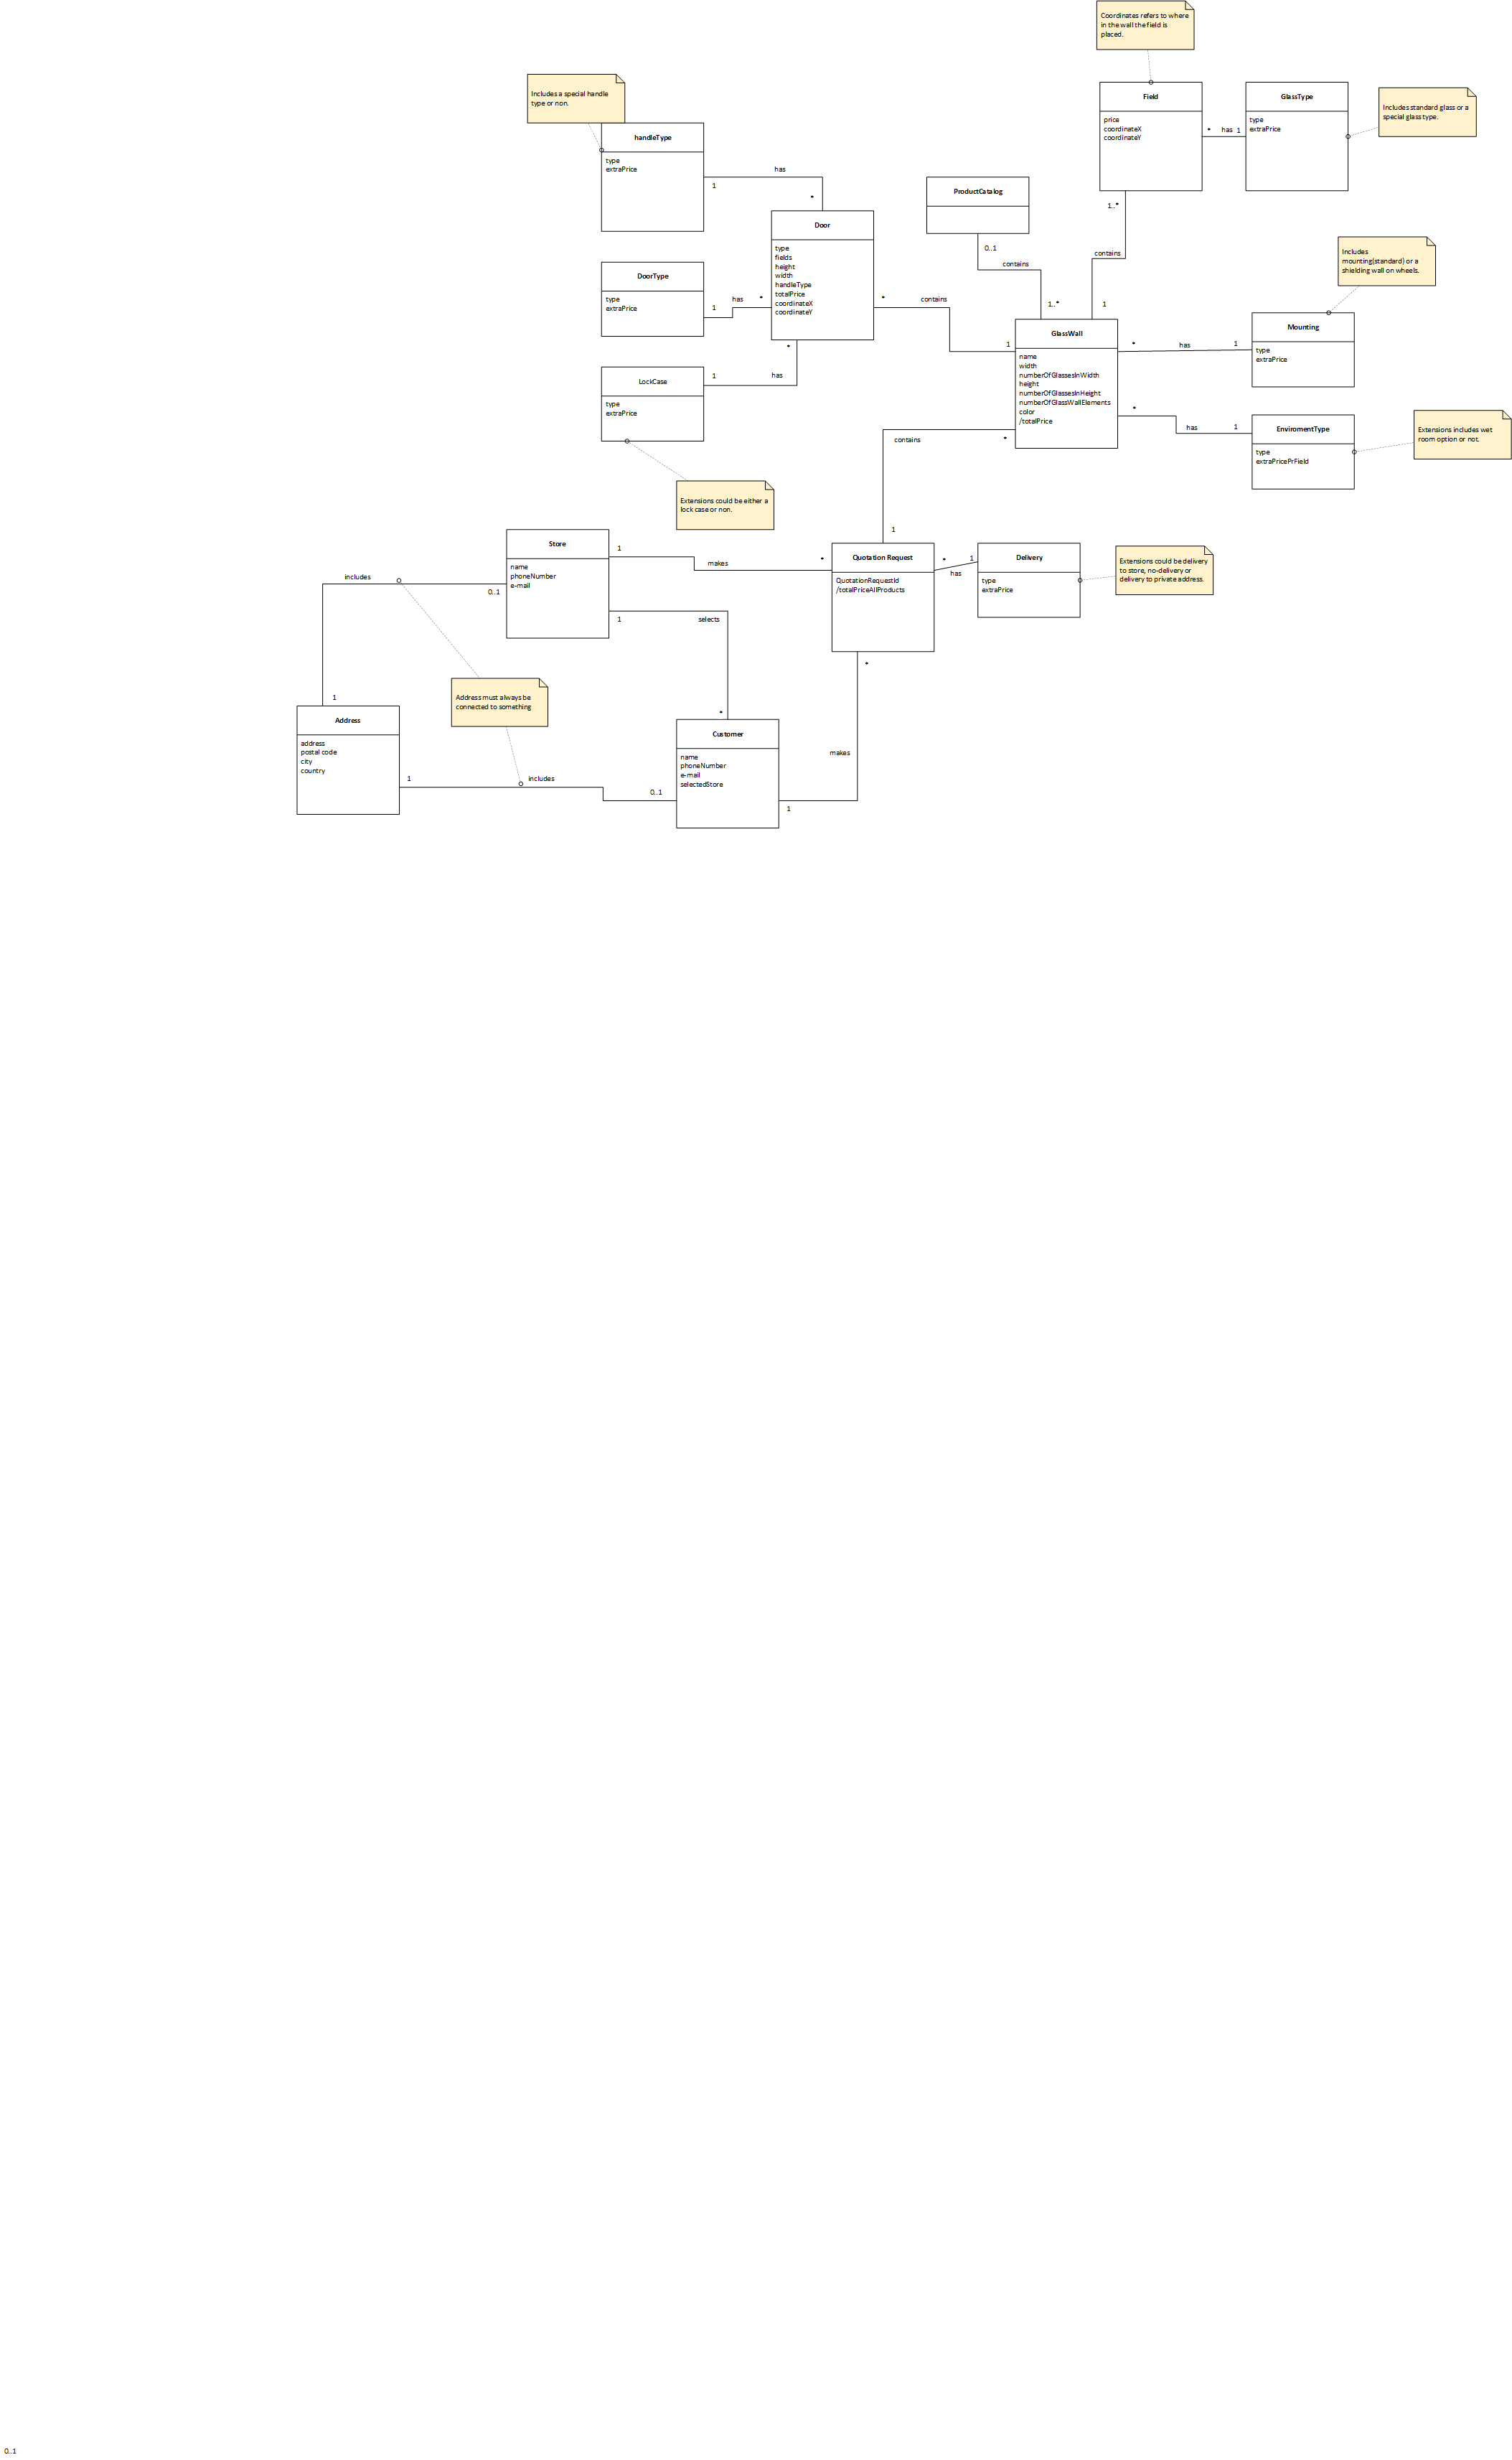 Coordinates refers to where
in the wall the field is
placed.
Includes a special handle
type or non.
Field
price
coordinateX
coordinateY
* has 1
GlassType
type
extraPrice
Includes standard glass or a
special glass type.
handleType
type
extraPrice
has
1
*
ProductCatalog
0..1
contains
1..*
1..*
contains
1
Door
type
fields
height
width
handleType
totalPrice
coordinateX
coordinateY
Includes
mounting(standard) or a
shielding wall on wheels.
DoorType
type
extraPrice
has
1
*
*
contains
1
GlassWall
name
width
numberOfGlassesInWidth
height
numberOfGlassesInHeight
numberOfGlassWallElements
color
/totalPrice
*
has
1
Mounting
type
extraPrice
LockCase
type
extraPrice
1
has
*
*
has
1
EnviromentType
type
extraPricePrField
Extensions includes wet
room option or not.
contains
*
1
Extensions could be either a
lock case or non.
Store
name
phoneNumber
e-mail
1
makes
*
Quotation Request
QuotationRequestId
/totalPriceAllProducts
*
has
1
Delivery
type
extraPrice
Extensions could be delivery
to store, no-delivery or
delivery to private address.
includes
0..1
1
1
selects
*
Address must always be
connected to something
Address
address
postal code
city
country
1
includes
0..1
Customer
name
phoneNumber
e-mail
selectedStore
*
makes
1
0..1